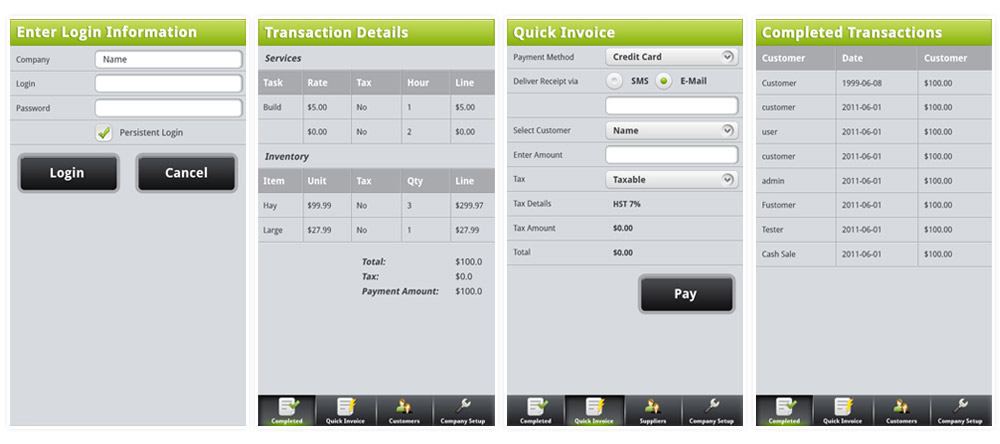 Enter Login Information
Company Name
Login
Password
Persistent Login
Login Cancel
Transaction Details
Services
Task Rate Tax Hour Line
Build $5.00 No 1 $5.00
$0.00 No 2 $0.00
Inventory
Item Unit Tax Qty Line
Hay $99.99 No 3 $299.97
Large $27.99 No 1 $27.99
Total: $100.0
Tax: $0.0
Payment Amount: $100.0
Completed Quick Invoice Customers Company Setup
Quick Invoice
Payment Method Credit Card
Deliver Receipt via SMS E-Mail
Select Customer Name
Enter Amount
Tax Taxable
Tax Details HST 7%
Tax Amount $0.00
Total $0.00
Pay
Completed Quick Invoice Suppliers Company Setup
Completed Transactions
Customer Date Customer
Customer 1999-06-08 $100.00
customer 2011-06-01 $100.00
user 2011-06-01 $100.00
customer 2011-06-01 $100.00
admin 2011-06-01 $100.00
Fustomer 2011-06-01 $100.00
Tester 2011-06-01 $100.00
Cash Sale 2011-06-01 $100.00
Completed Quick Invoice Customers Company Setup